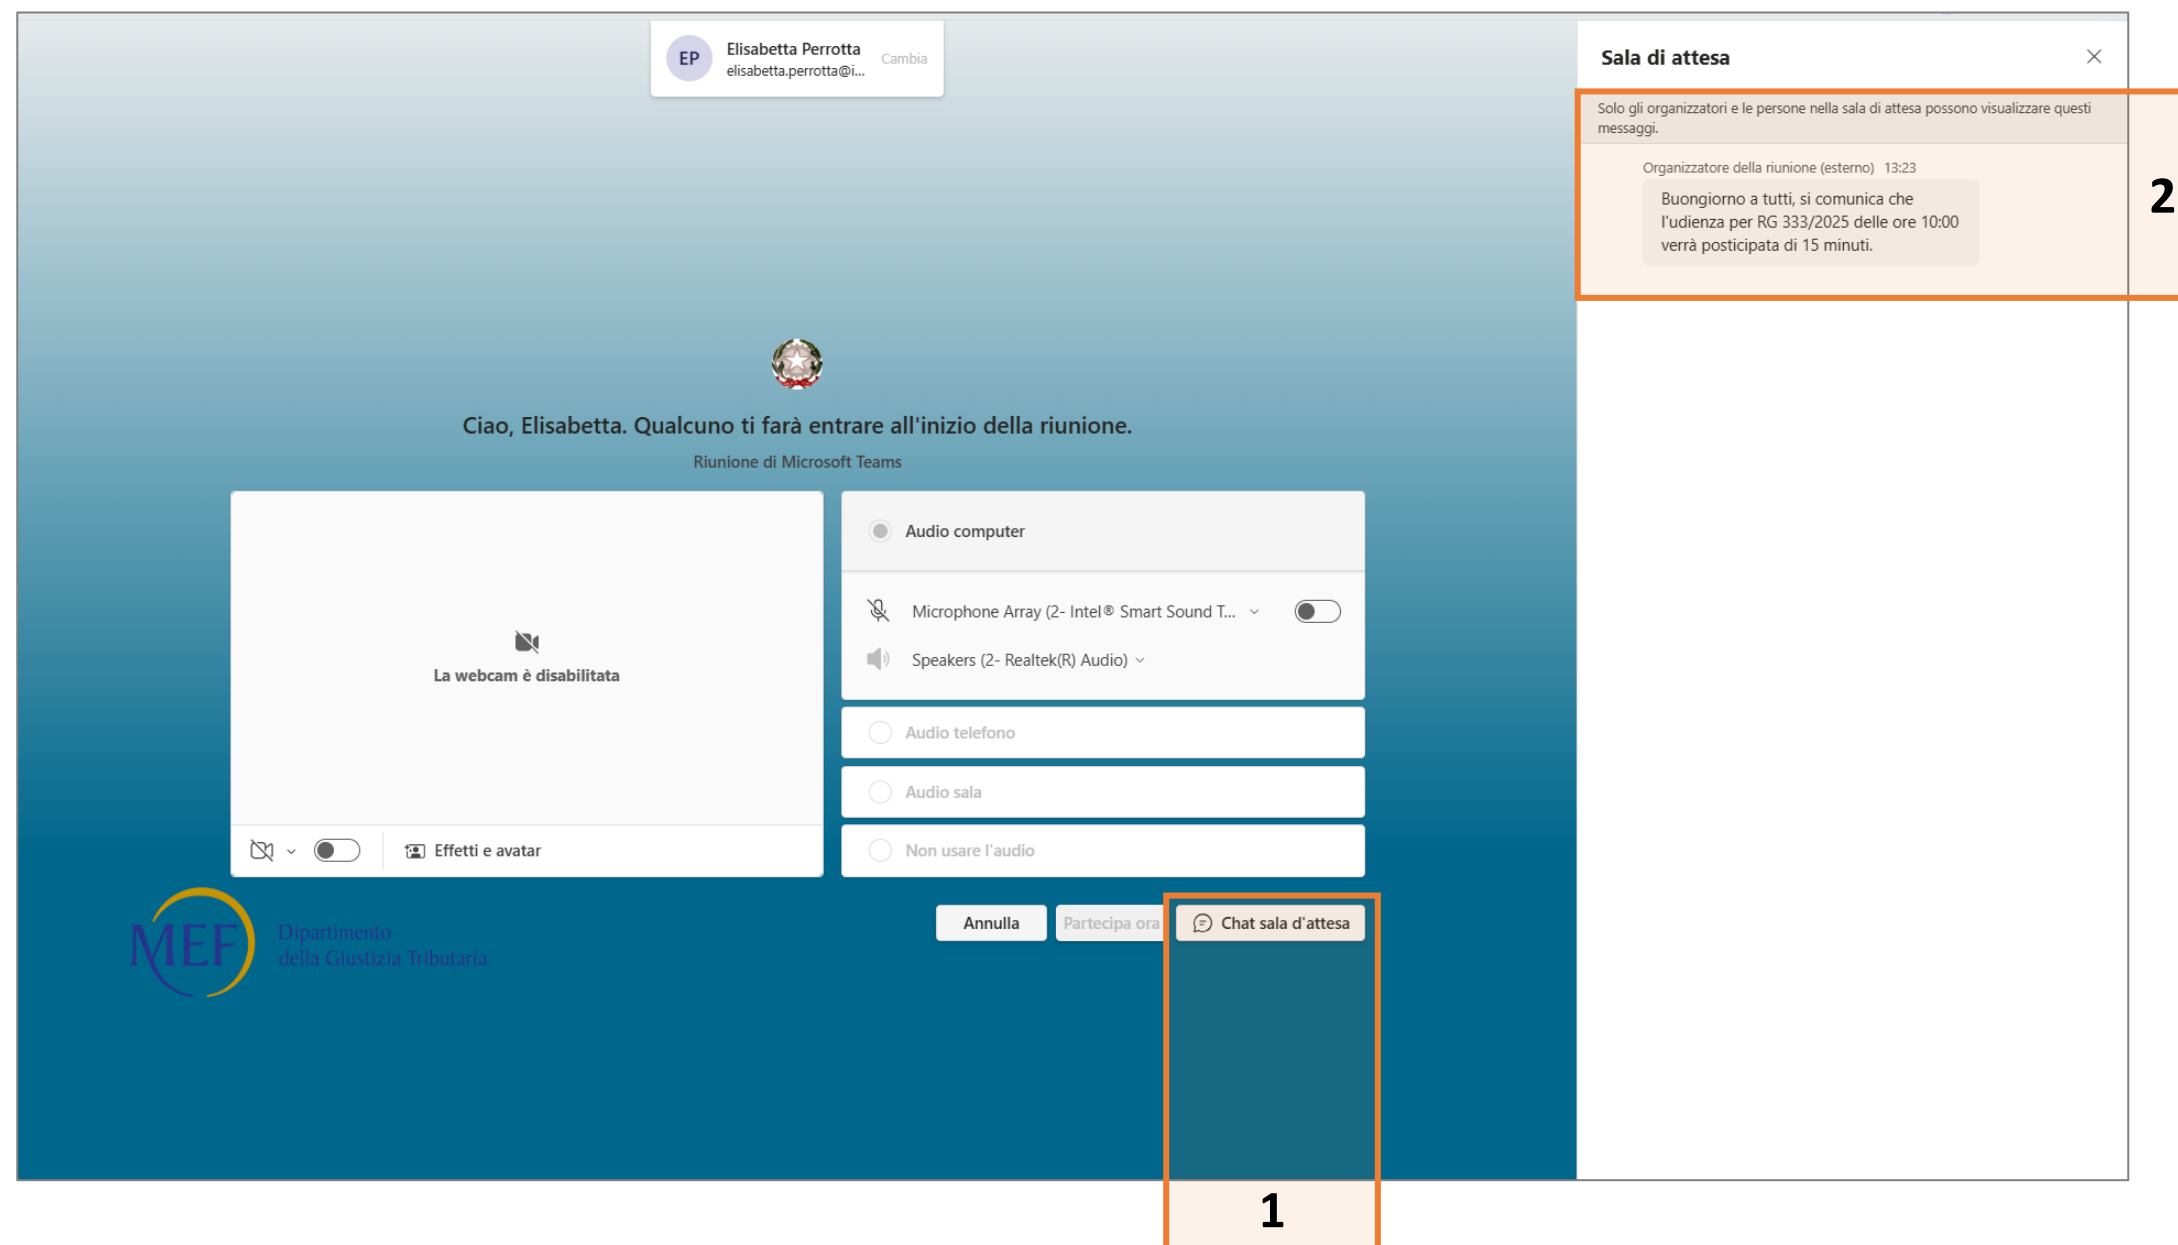 EP
Elisabetta Perrotta
elisabetta.perrotta@i...
Cambia
Sala di attesa
Solo gli organizzatori e le persone nella sala di attesa possono visualizzare questi
messaggi.
Organizzatore della riunione (esterno) 13:23
Buongiorno a tutti, si comunica che
l'udienza per RG 333/2025 delle ore 10:00
verrà posticipata di 15 minuti.
2
Ciao, Elisabetta. Qualcuno ti farà entrare all'inizio della riunione.
Riunione di Microsoft Teams
La webcam è disabilitata
Effetti e avatar
Audio computer
Microphone Array (2- Intel® Smart Sound T...
Speakers (2- Realtek(R) Audio)
Audio telefono
Audio sala
Non usare l'audio
Annulla
Partecipa ora
Chat sala d'attesa
MEF
Dipartimento
della Giustizia Tributaria
1